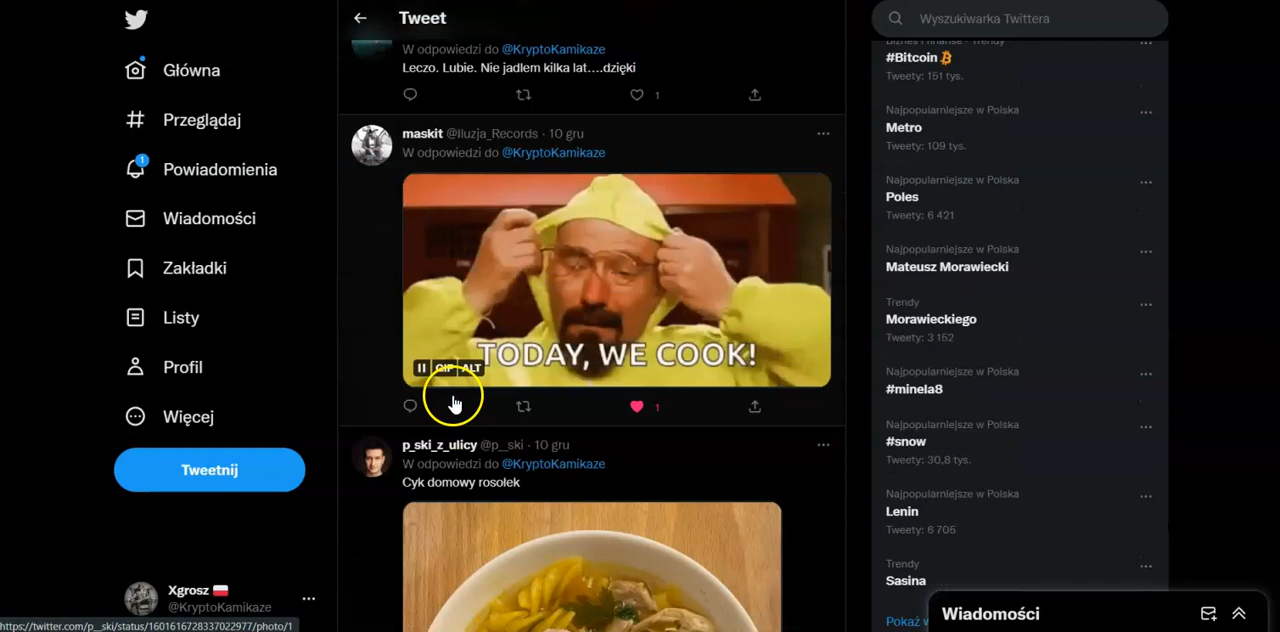 Główna
Przeglądaj
1
Powiadomienia
Wiadomości
Zakładki
Listy
Profil
Więcej
Tweetnij
Xgrosz
@KryptoKamikaze
https://twitter.com/p__ski/status/1601616728337022977/photo/1
Tweet
W odpowiedzi do @KryptoKamikaze
Leczo. Lubie. Nie jadlem kilka lat....dzięki
1
maskit @Iluzja_Records · 10 gru
W odpowiedzi do @KryptoKamikaze
TODAY, WE COOK!
GIF ALT
1
p_ski_z_ulicy @p__ski · 10 gru
W odpowiedzi do @KryptoKamikaze
Cyk domowy rosołek
Wyszukiwarka Twittera
Biznes i finanse · Trendy
#Bitcoin
Tweety: 151 tys.
Najpopularniejsze w Polska
Metro
Tweety: 109 tys.
Najpopularniejsze w Polska
Poles
Tweety: 6 421
Najpopularniejsze w Polska
Mateusz Morawiecki
Trendy
Morawieckiego
Tweety: 3 152
Najpopularniejsze w Polska
#minela8
Najpopularniejsze w Polska
#snow
Tweety: 30,8 tys.
Najpopularniejsze w Polska
Lenin
Tweety: 6 705
Trendy
Sasina
Pokaż
Wiadomości